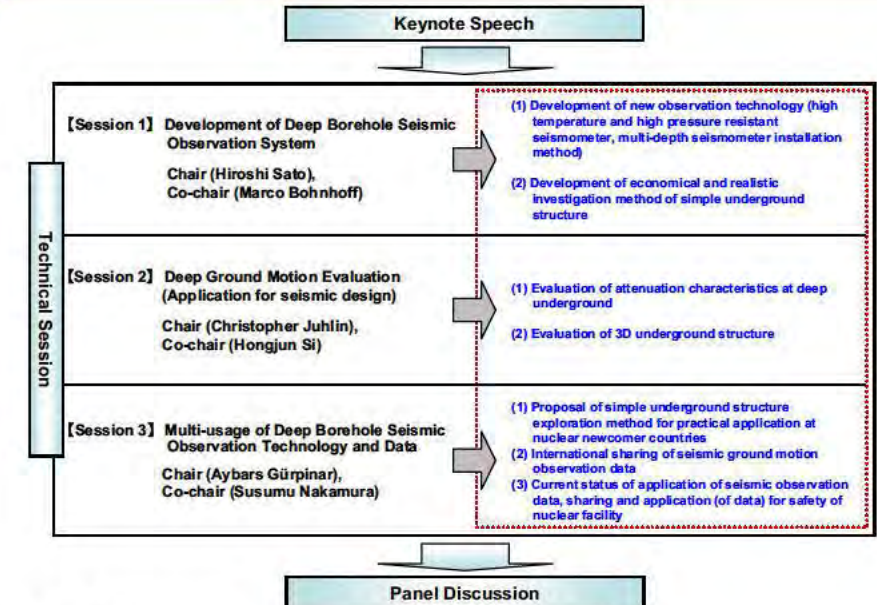 Keynote Speech
Technical Session
【Session 1】 Development of Deep Borehole Seismic
Observation System
Chair (Hiroshi Sato),
Co-chair (Marco Bohnhoff)
(1) Development of new observation technology (high
temperature and high pressure resistant
seismometer, multi-depth seismometer installation
method)
(2) Development of economical and realistic
investigation method of simple underground
structure
【Session 2】 Deep Ground Motion Evaluation
(Application for seismic design)
Chair (Christopher Juhlin),
Co-chair (Hongjun Si)
(1) Evaluation of attenuation characteristics at deep
underground
(2) Evaluation of 3D underground structure
【Session 3】 Multi-usage of Deep Borehole Seismic
Observation Technology and Data
Chair (Aybars Gürpinar),
Co-chair (Susumu Nakamura)
(1) Proposal of simple underground structure
exploration method for practical application at
nuclear newcomer countries
(2) International sharing of seismic ground motion
observation data
(3) Current status of application of seismic observation
data, sharing and application (of data) for safety of
nuclear facility
Panel Discussion